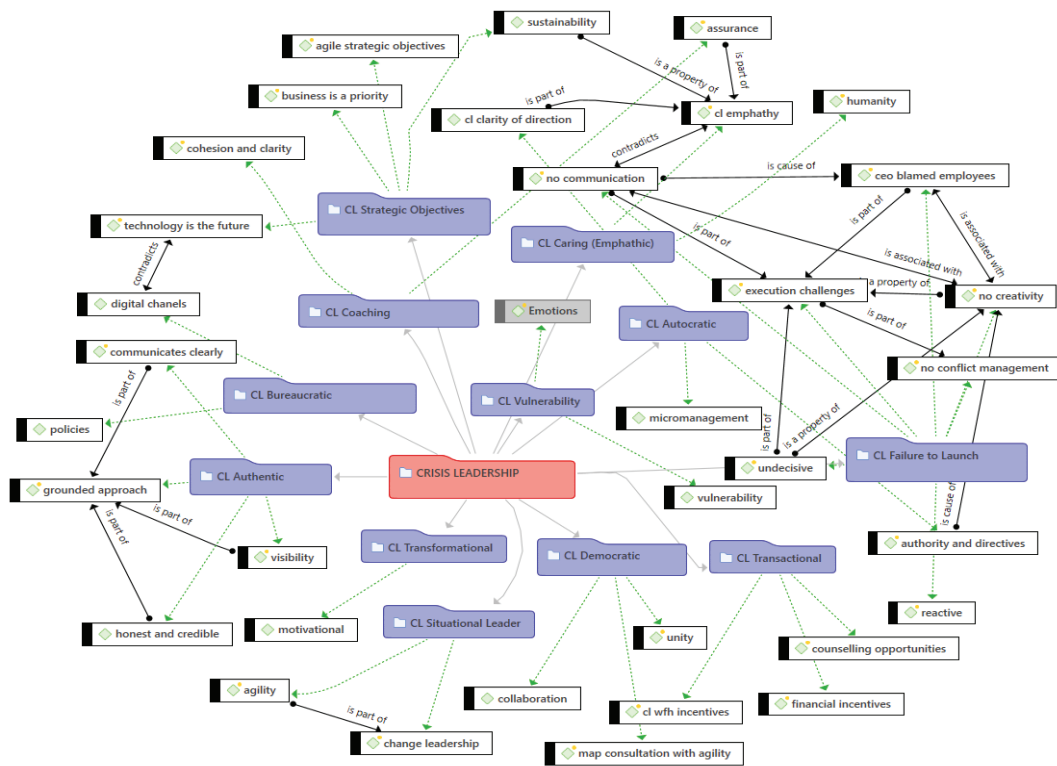 sustainability
assurance
agile strategic objectives
is a property of
is part of
business is a priority
is part of
humanity
cl clarity of direction
cl emphathy
cohesion and clarity
contradicts
is cause of
no communication
ceo blamed employees
CL Strategic Objectives
technology is the future
CL Caring (Emphathic)
is part of
is part of
is associated with
contradicts
is associated with
a property of
digital chanels
execution challenges
no creativity
CL Coaching
Emotions
CL Autocratic
is part of
communicates clearly
no conflict management
is part of
CL Bureaucratic
CL Vulnerability
micromanagement
policies
is part of
is a property of
CL Failure to Launch
CRISIS LEADERSHIP
undecisive
CL Authentic
grounded approach
vulnerability
is part of
is part of
is cause of
authority and directives
visibility
CL Transformational
CL Democratic
CL Transactional
reactive
honest and credible
motivational
CL Situational Leader
unity
counselling opportunities
agility
collaboration
financial incentives
is part of
cl wfh incentives
change leadership
map consultation with agility